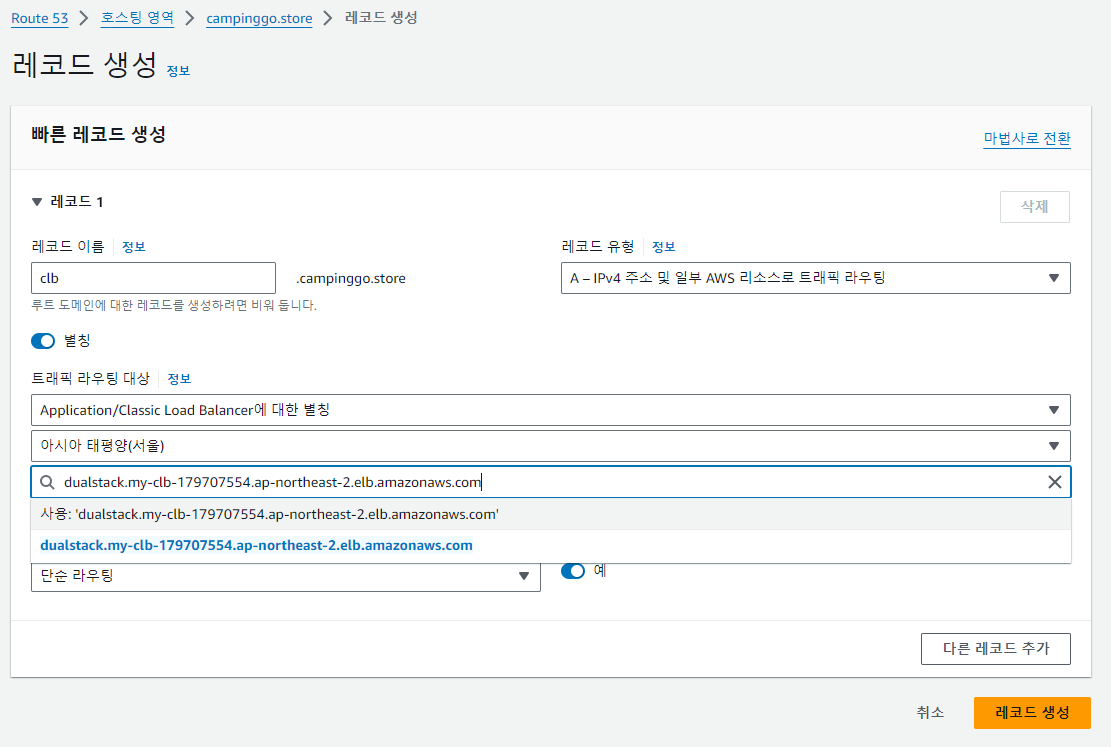 Route 53 > 호스팅 영역 > campinggo.store > 레코드 생성
레코드 생성 정보
빠른 레코드 생성
마법사로 전환
▼ 레코드 1
삭제
레코드 이름 정보
레코드 유형 정보
clb .campinggo.store
A – IPv4 주소 및 일부 AWS 리소스로 트래픽 라우팅
루트 도메인에 대한 레코드를 생성하려면 비워 둡니다.
별칭
트래픽 라우팅 대상 정보
Application/Classic Load Balancer에 대한 별칭
아시아 태평양(서울)
dualstack.my-clb-179707554.ap-northeast-2.elb.amazonaws.com
사용: 'dualstack.my-clb-179707554.ap-northeast-2.elb.amazonaws.com'
dualstack.my-clb-179707554.ap-northeast-2.elb.amazonaws.com
단순 라우팅
예
다른 레코드 추가
취소
레코드 생성